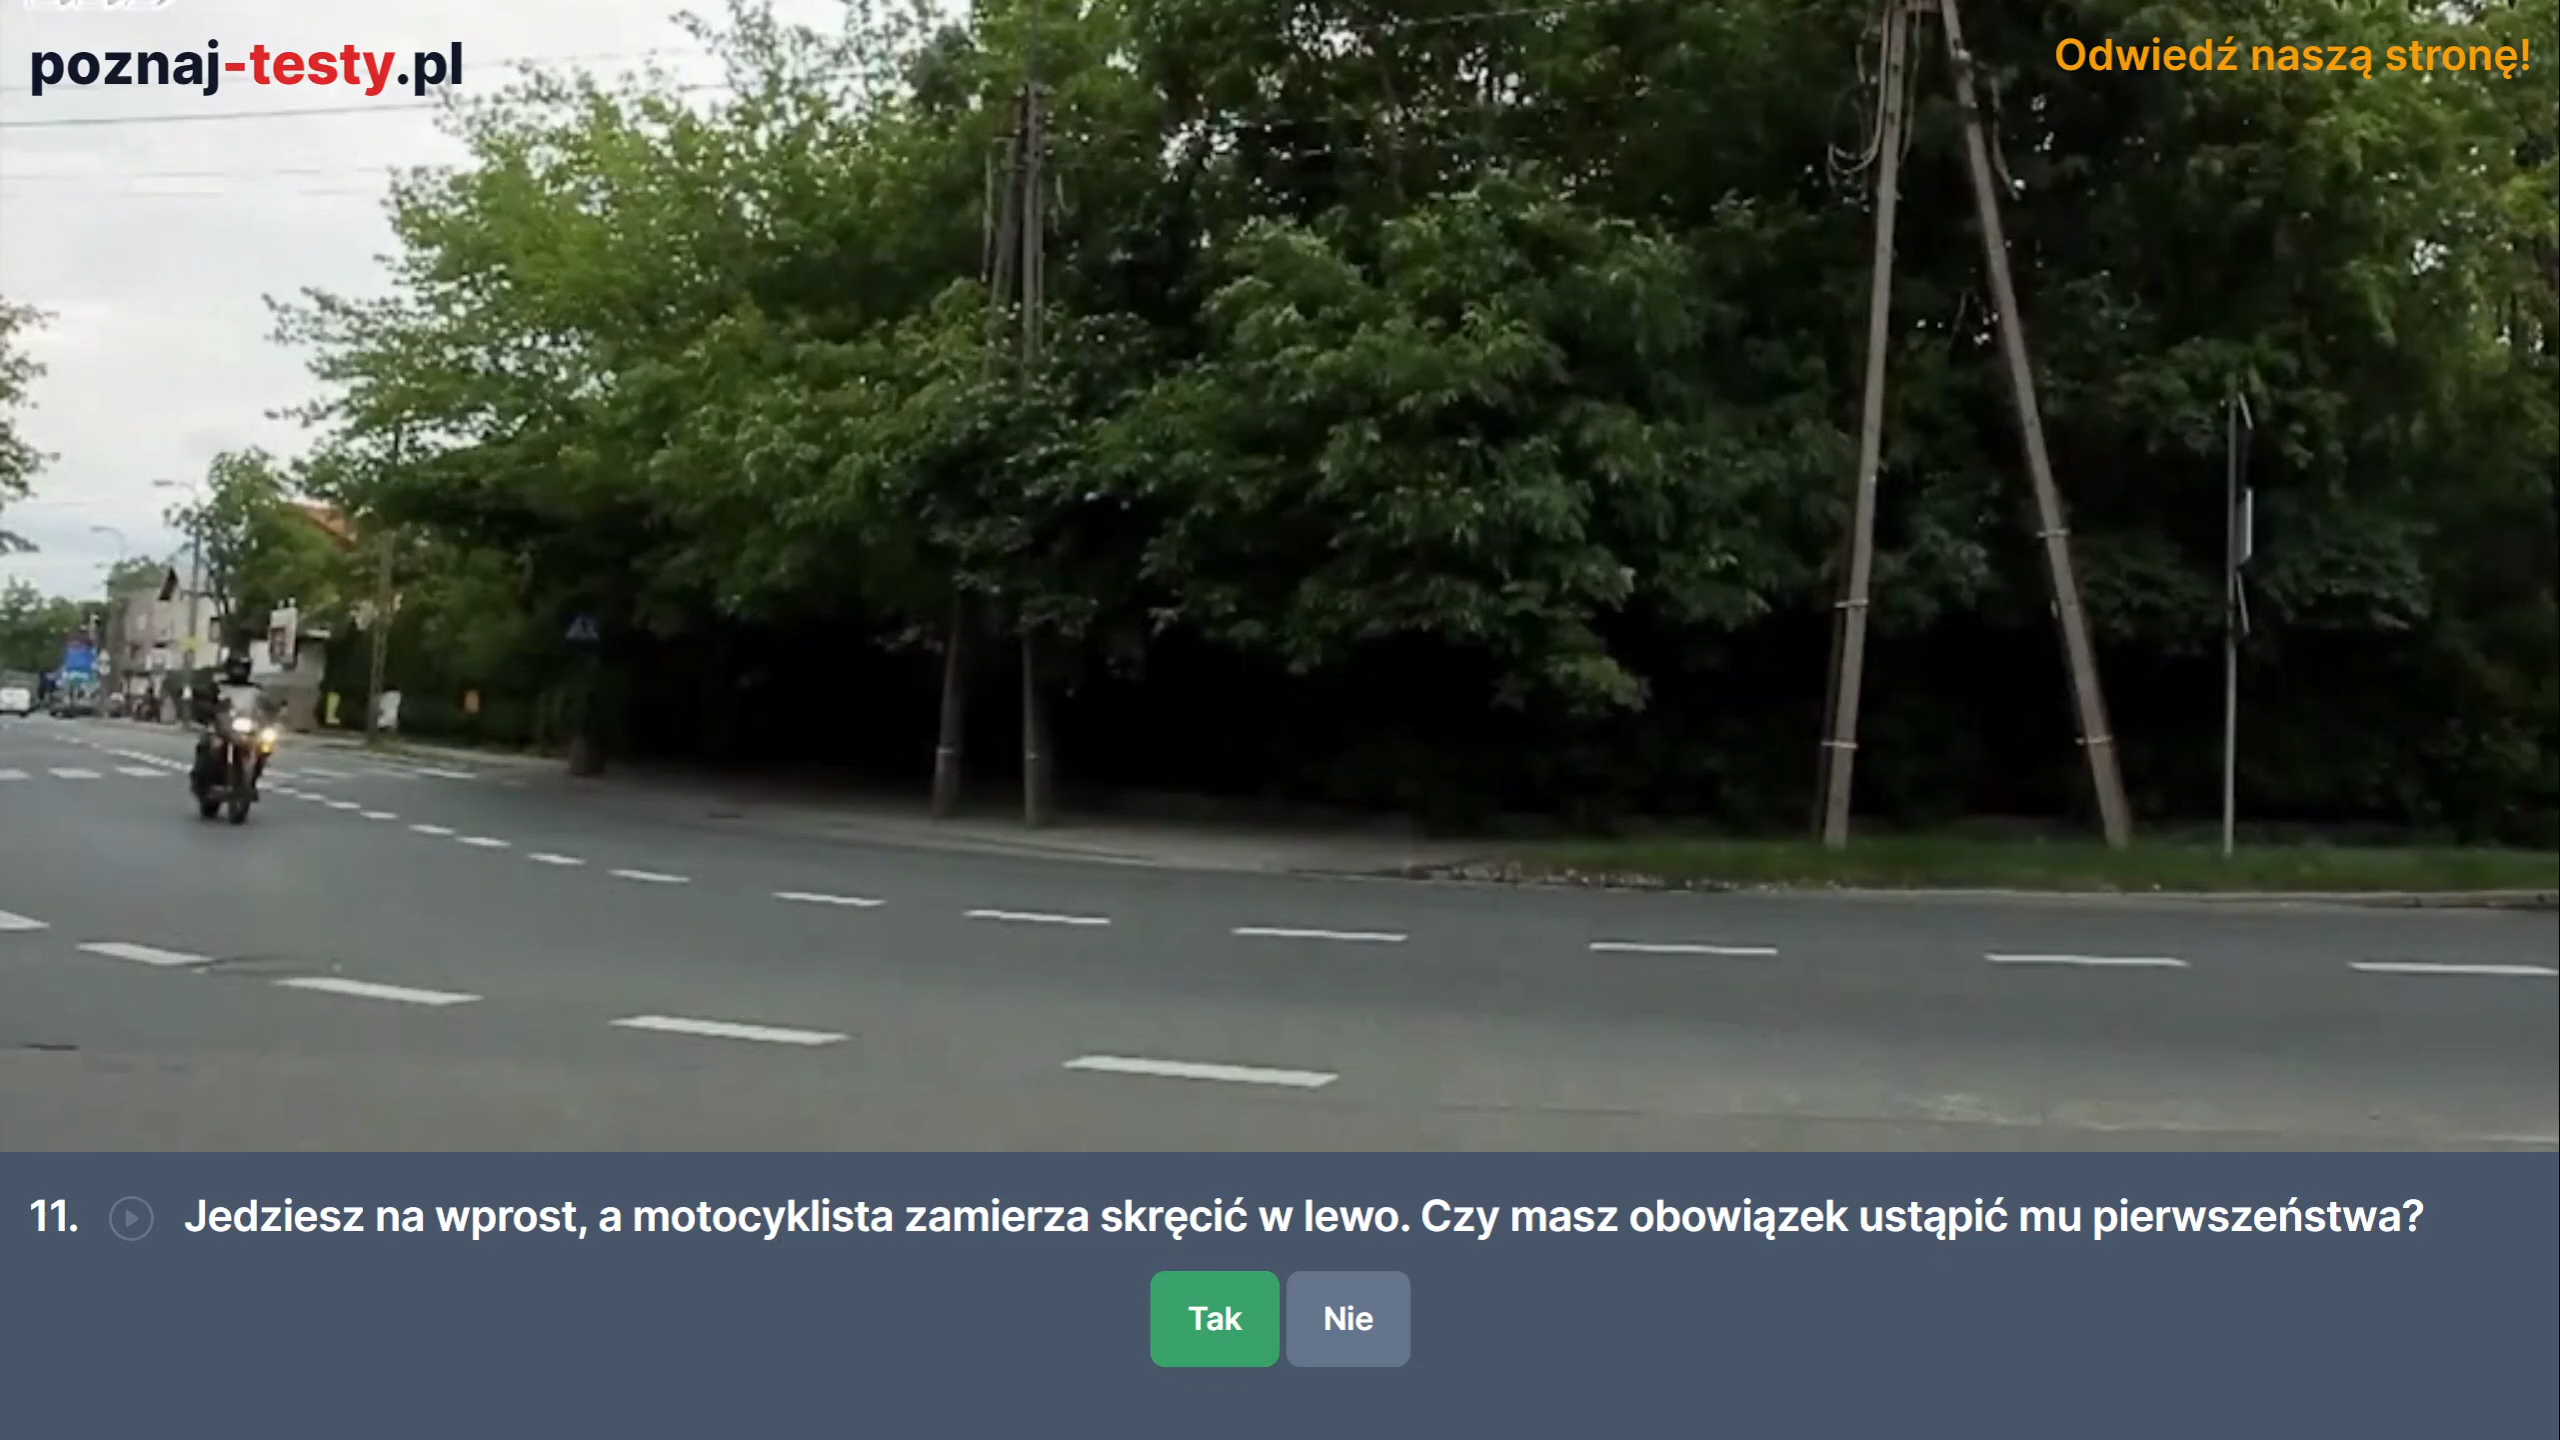 poznaj-testy.pl
Odwiedź naszą stronę!
11. Jedziesz na wprost, a motocyklista zamierza skręcić w lewo. Czy masz obowiązek ustąpić mu pierwszeństwa?
Tak
Nie